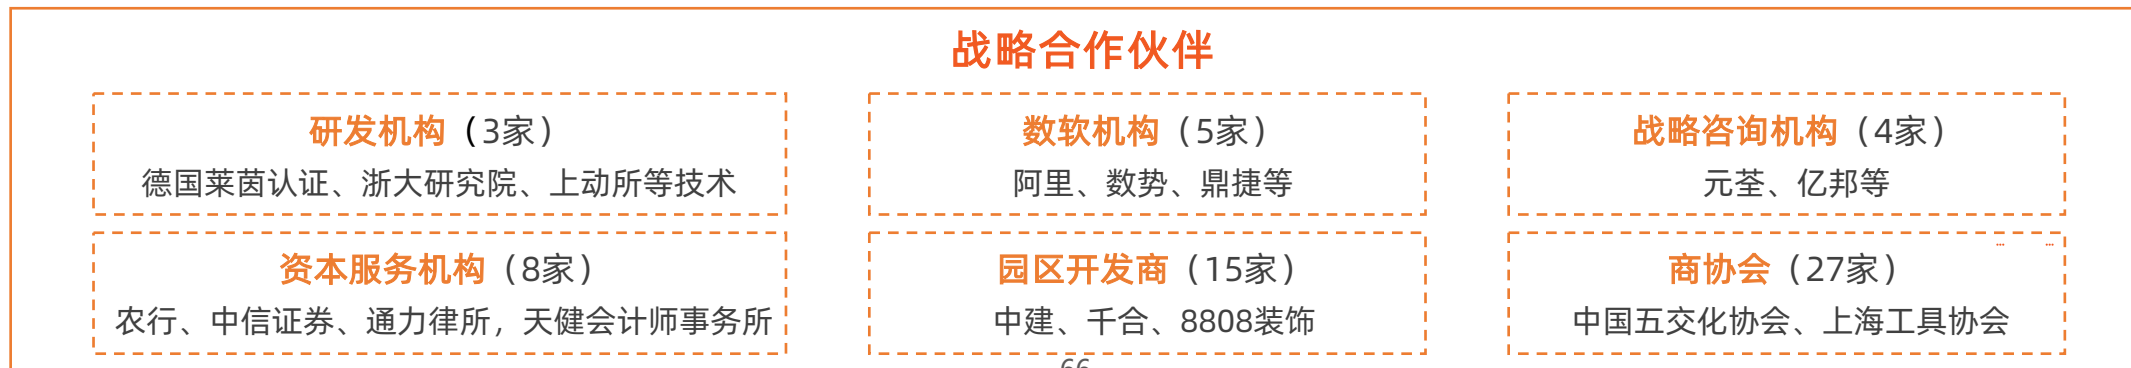 战略合作伙伴
研发机构（3家）
德国莱茵认证、浙大研究院、上动所等技术
数软机构（5家）
阿里、数势、鼎捷等
战略咨询机构（4家）
元荃、亿邦等
资本服务机构（8家）
农行、中信证券、通力律所，天健会计师事务所
园区开发商（15家）
中建、千合、8808装饰
商协会（27家）
中国五交化协会、上海工具协会
66